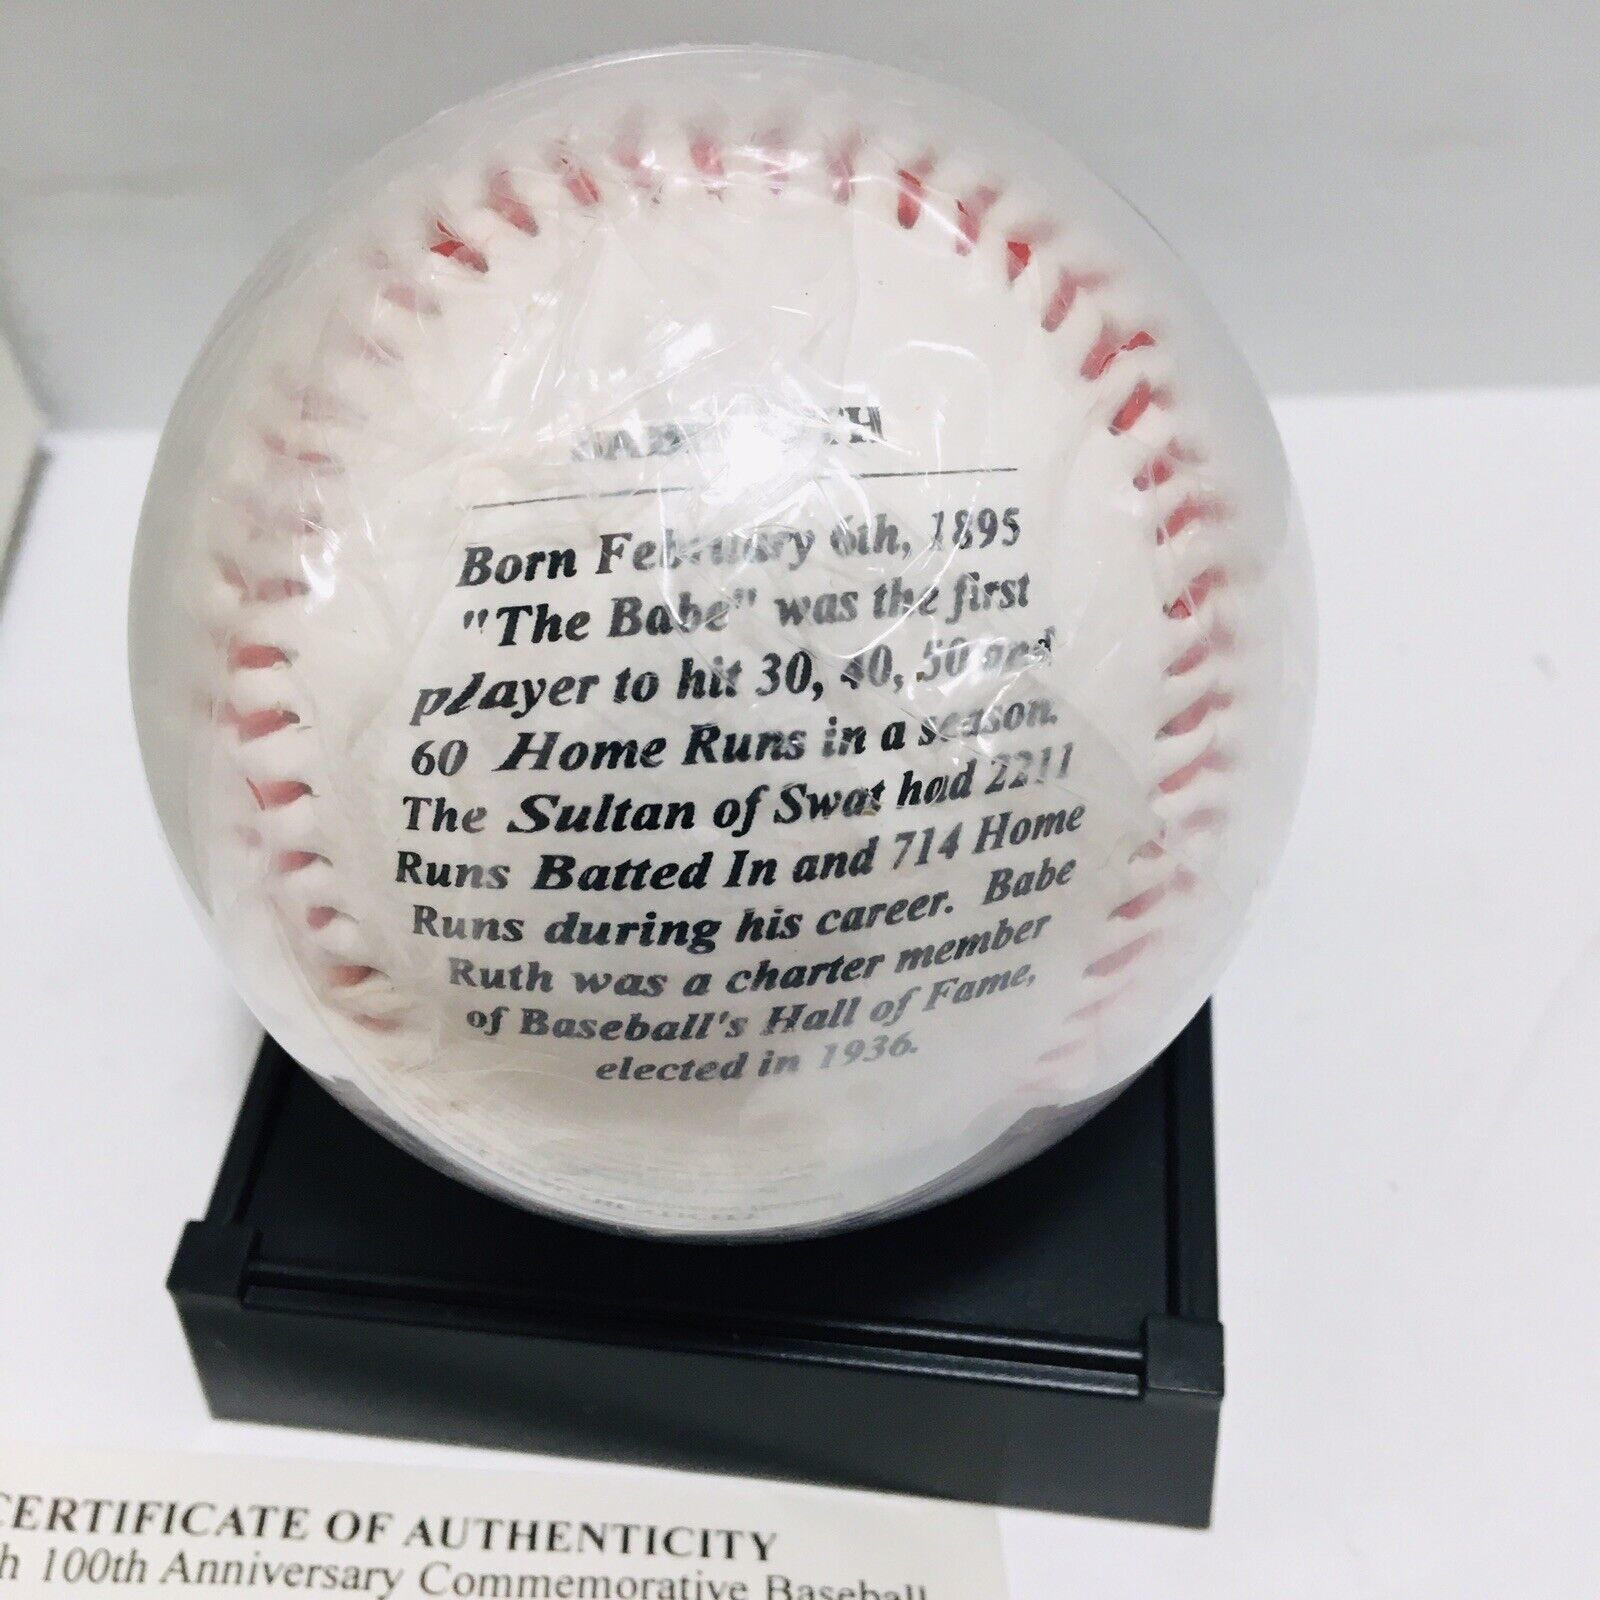 Born February 6th, 1895
"The Babe" was the first
player to hit 30, 40, 50 and
60 Home Runs in a season.
The Sultan of Swat had 2211
Runs Batted In and 714 Home
Runs during his career. Babe
Ruth was a charter member
of Baseball's Hall of Fame,
elected in 1936.
CERTIFICATE OF AUTHENTICITY
h 100th Anniversary Commemorative Baseball